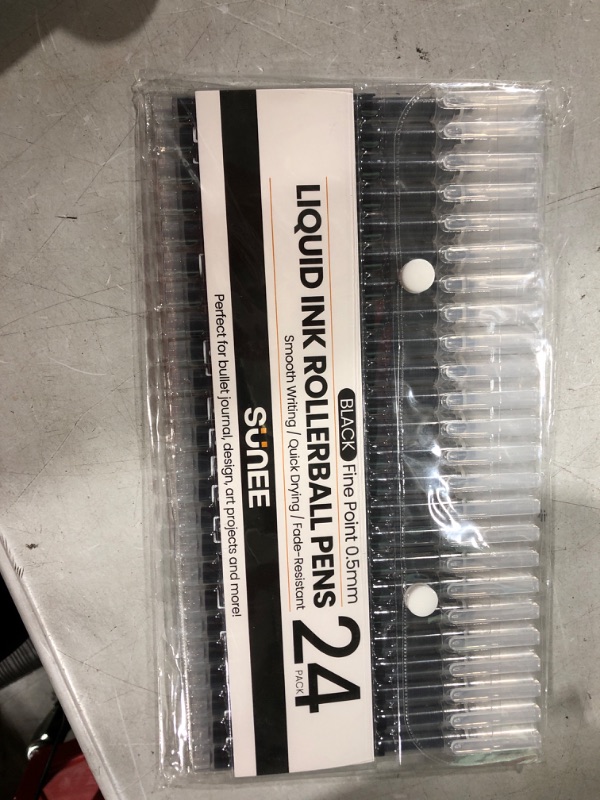 BLACK Fine Point 0.5mm
LIQUID INK ROLLERBALL PENS
Smooth Writing / Quick Drying / Fade-Resistant
24
PACK
SUNEE
Perfect for bullet journal, design, art projects and more!